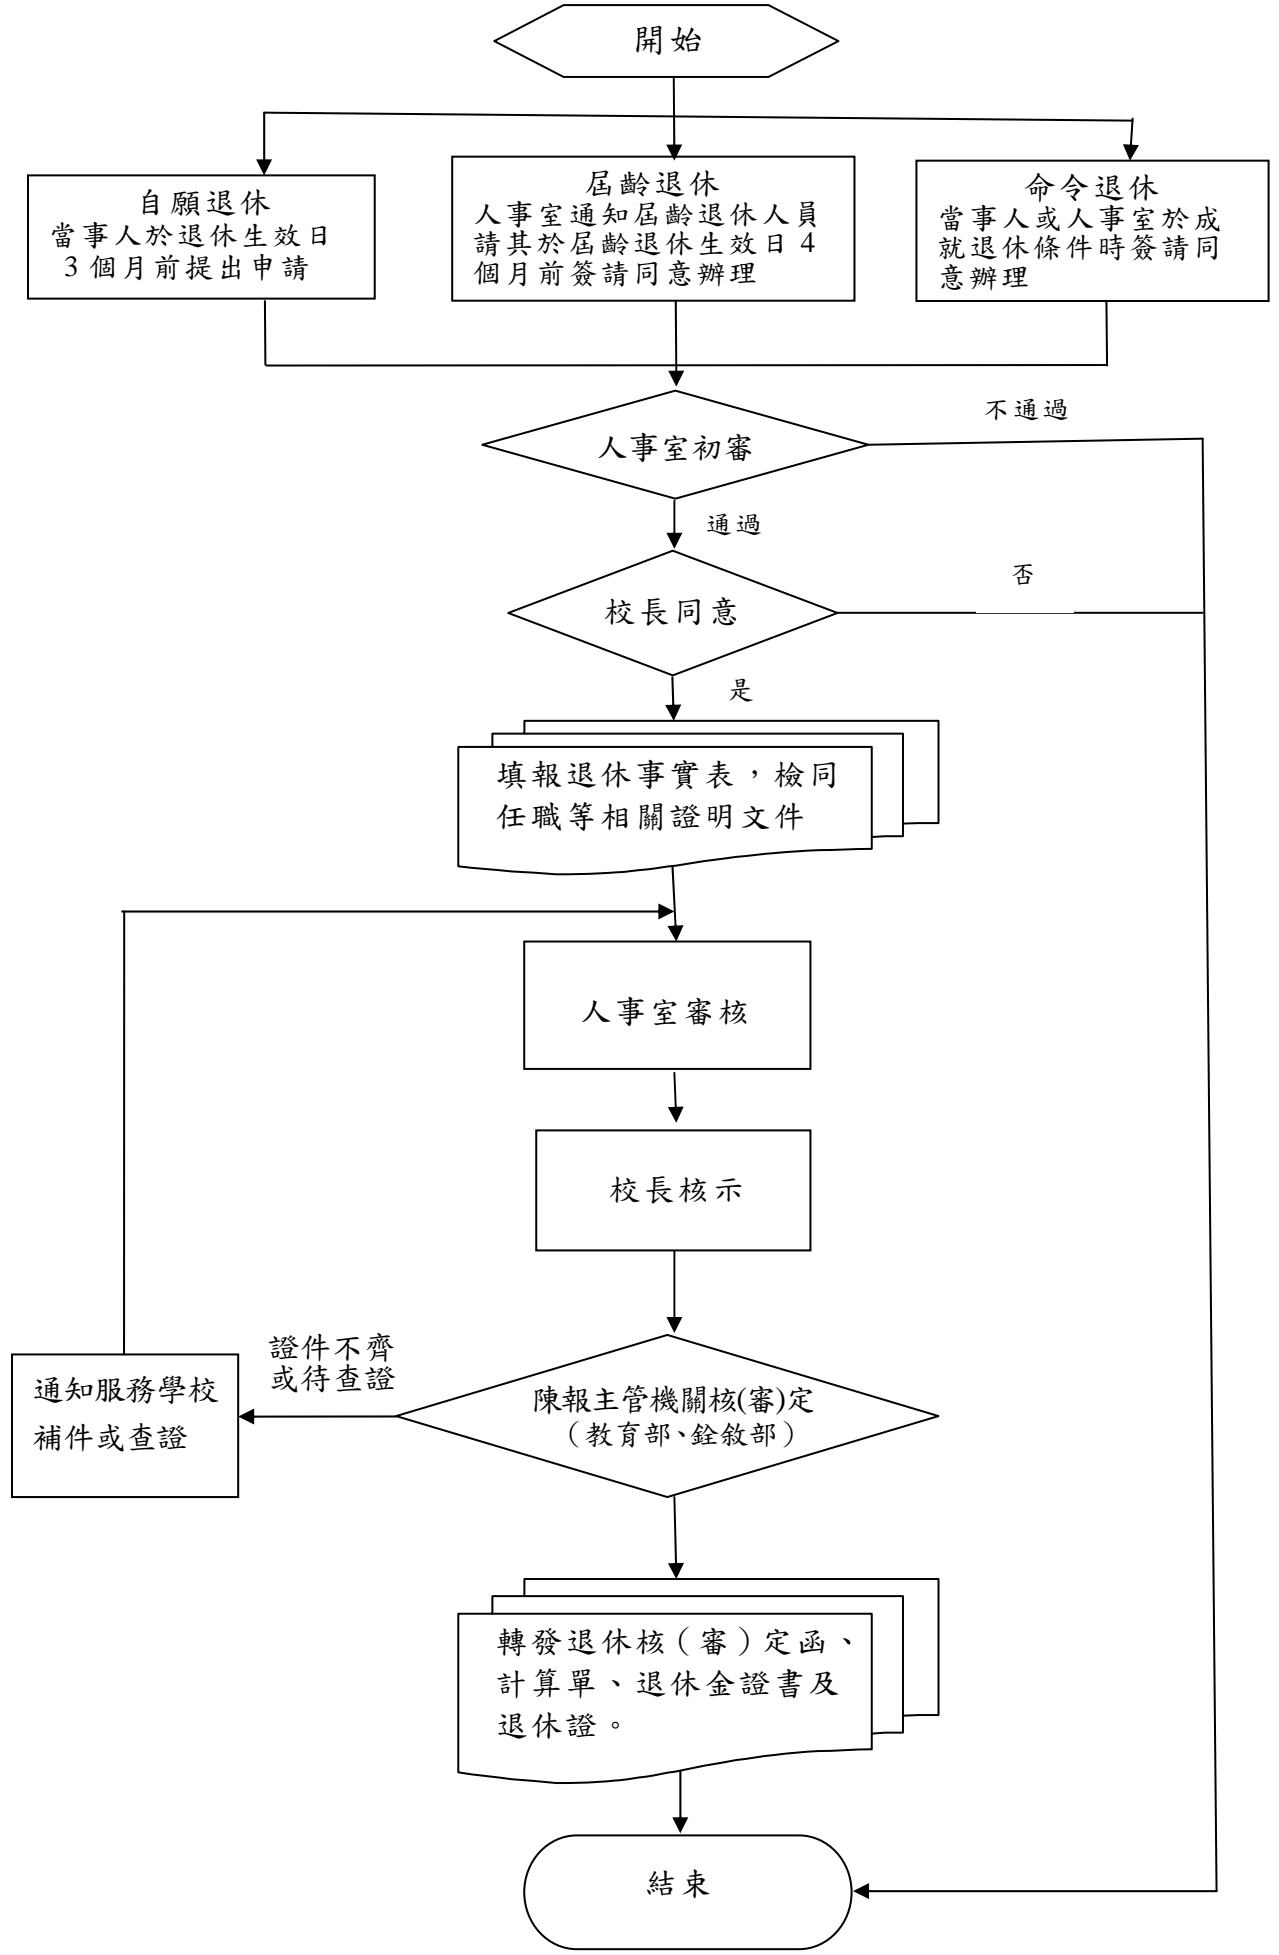 開始
自願退休
當事人於退休生效日
3 個月前提出申請
屆齡退休
人事室通知屆齡退休人員
請其於屆齡退休生效日 4
個月前簽請同意辦理
命令退休
當事人或人事室於成
就退休條件時簽請同
意辦理
人事室初審
不通過
通過
校長同意
否
是
填報退休事實表，檢同
任職等相關證明文件
人事室審核
校長核示
證件不齊
或待查證
通知服務學校
補件或查證
陳報主管機關核(審)定
（教育部、銓敘部）
轉發退休核（審）定函、
計算單、退休金證書及
退休證。
結束